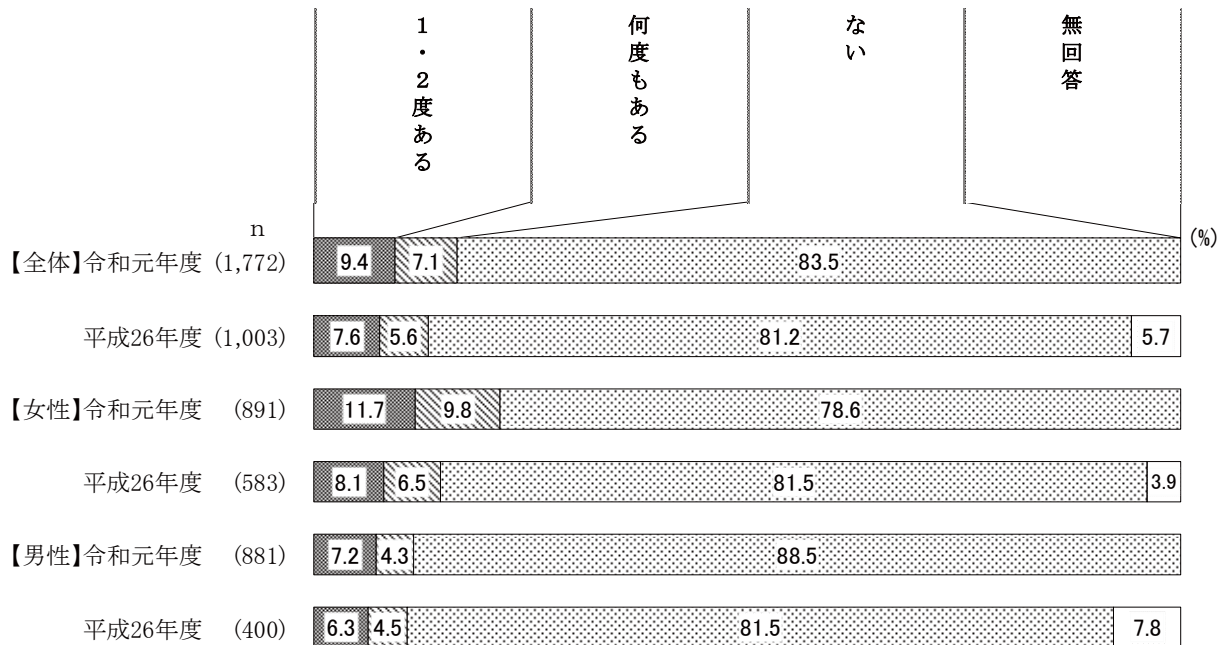 1・2度ある
何度もある
ない
無回答
n
(%)
【全体】令和元年度 (1,772) 9.4 7.1 83.5
平成26年度 (1,003) 7.6 5.6 81.2 5.7
【女性】令和元年度 (891) 11.7 9.8 78.6
平成26年度 (583) 8.1 6.5 81.5 3.9
【男性】令和元年度 (881) 7.2 4.3 88.5
平成26年度 (400) 6.3 4.5 81.5 7.8